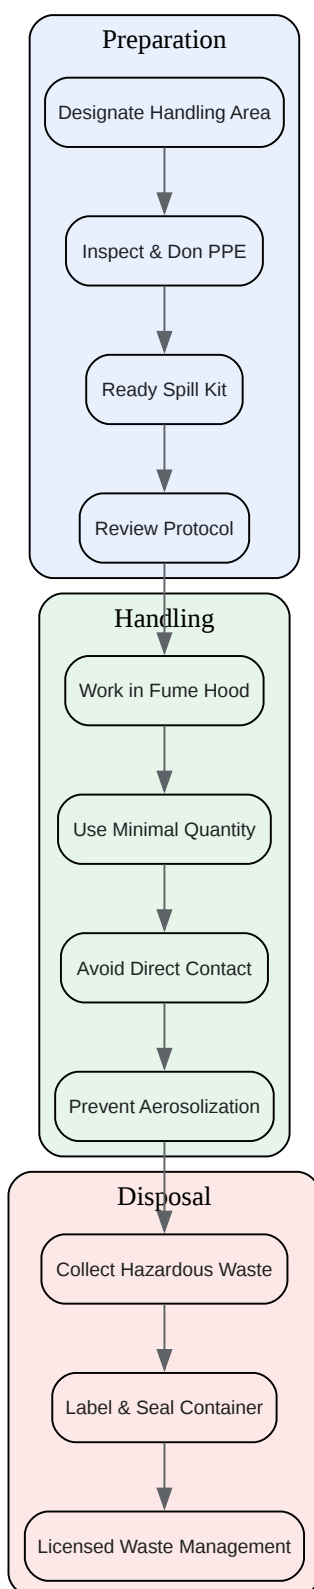 Preparation
Designate Handling Area
Inspect & Don PPE
Ready Spill Kit
Review Protocol
Handling
Work in Fume Hood
Use Minimal Quantity
Avoid Direct Contact
Prevent Aerosolization
Disposal
Collect Hazardous Waste
Label & Seal Container
Licensed Waste Management